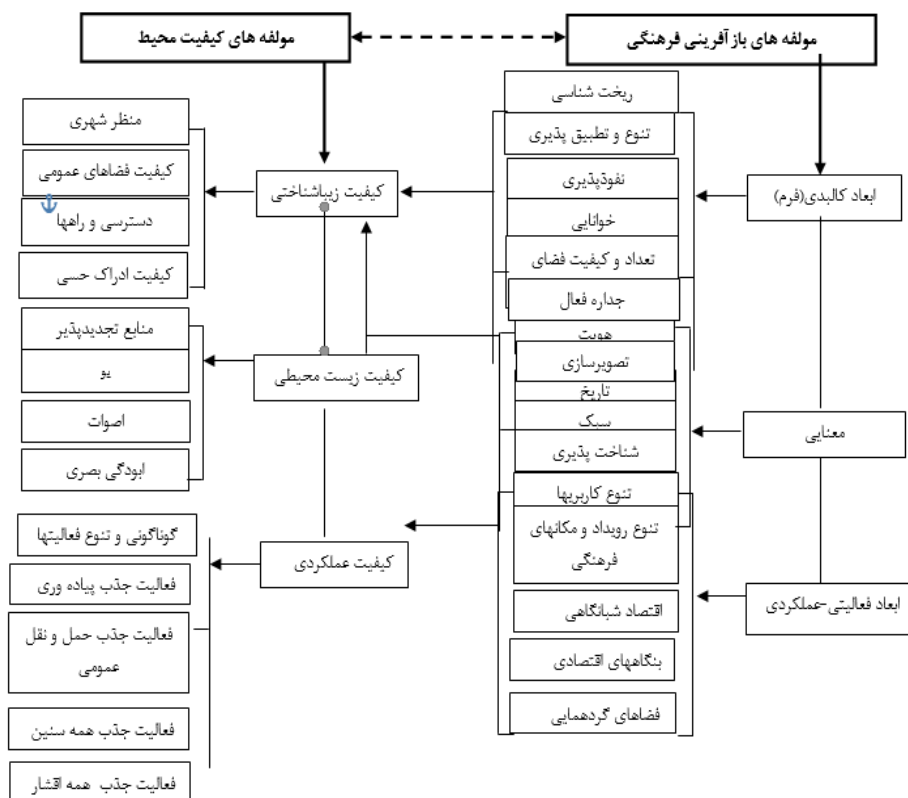 مولفه های باز آفرینی فرهنگی
مولفه های کیفیت محیط
ابعاد کالبدی(فرم)
معنایی
ابعاد فعالیتی-عملکردی
ریخت شناسی
تنوع و تطبیق پذیری
نفوذپذیری
خوانایی
تعداد و کیفیت فضای
جداره فعال
هویت
تصویرسازی
تاریخ
سبک
شناخت پذیری
تنوع کاربریها
تنوع رویداد و مکانهای
فرهنگی
اقتصاد شبانگاهی
بنگاههای اقتصادی
فضاهای گردهمایی
کیفیت زیباشناختی
کیفیت زیست محیطی
کیفیت عملکردی
منظر شهری
کیفیت فضاهای عمومی
دسترسی و راهها
کیفیت ادراک حسی
منابع تجدیدپذیر
بو
اصوات
ابودگی بصری
گوناگونی و تنوع فعالیتها
فعالیت جذب پیاده وری
فعالیت جذب حمل و نقل
عمومی
فعالیت جذب همه سنین
فعالیت جذب همه اقشار